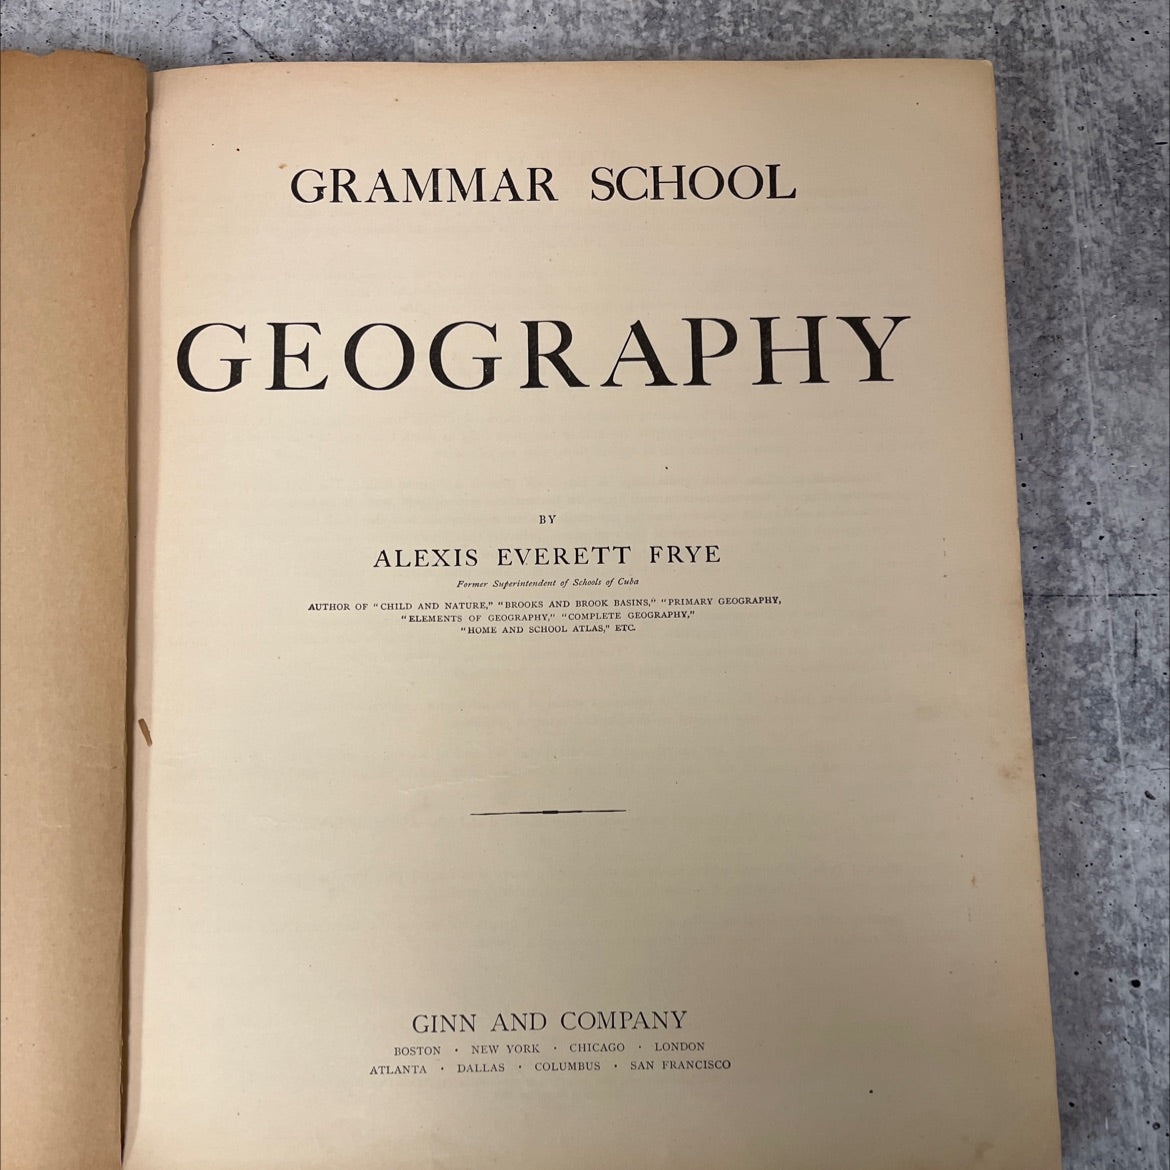 GRAMMAR SCHOOL
GEOGRAPHY
BY
ALEXIS EVERETT FRYE
Former Superintendent of Schools of Cuba
AUTHOR OF "CHILD AND NATURE," "BROOKS AND BROOK BASINS," "PRIMARY GEOGRAPHY,
"ELEMENTS OF GEOGRAPHY," "COMPLETE GEOGRAPHY,"
"HOME AND SCHOOL ATLAS," ETC.
GINN AND COMPANY
BOSTON · NEW YORK · CHICAGO · LONDON
ATLANTA · DALLAS · COLUMBUS · SAN FRANCISCO